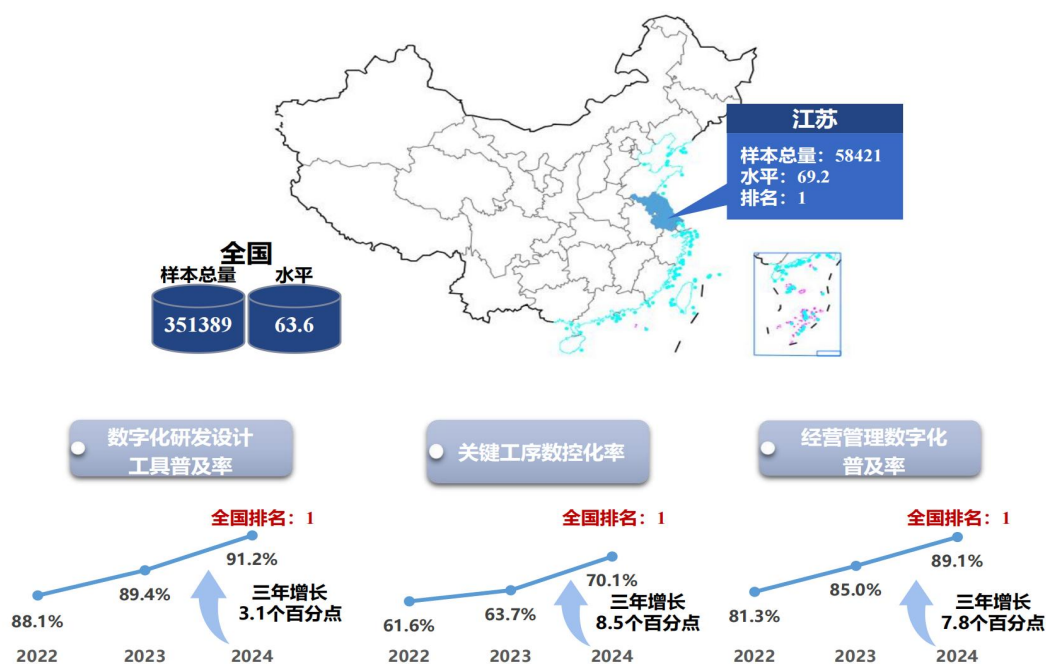 江苏
样本总量：58421
水平：69.2
排名：1
全国
样本总量 水平
351389 63.6
数字化研发设计
工具普及率
全国排名：1
88.1%
89.4%
91.2%
三年增长
3.1个百分点
2022 2023 2024
关键工序数控化率
全国排名：1
61.6%
63.7%
70.1%
三年增长
8.5个百分点
2022 2023 2024
经营管理数字化
普及率
全国排名：1
81.3%
85.0%
89.1%
三年增长
7.8个百分点
2022 2023 2024